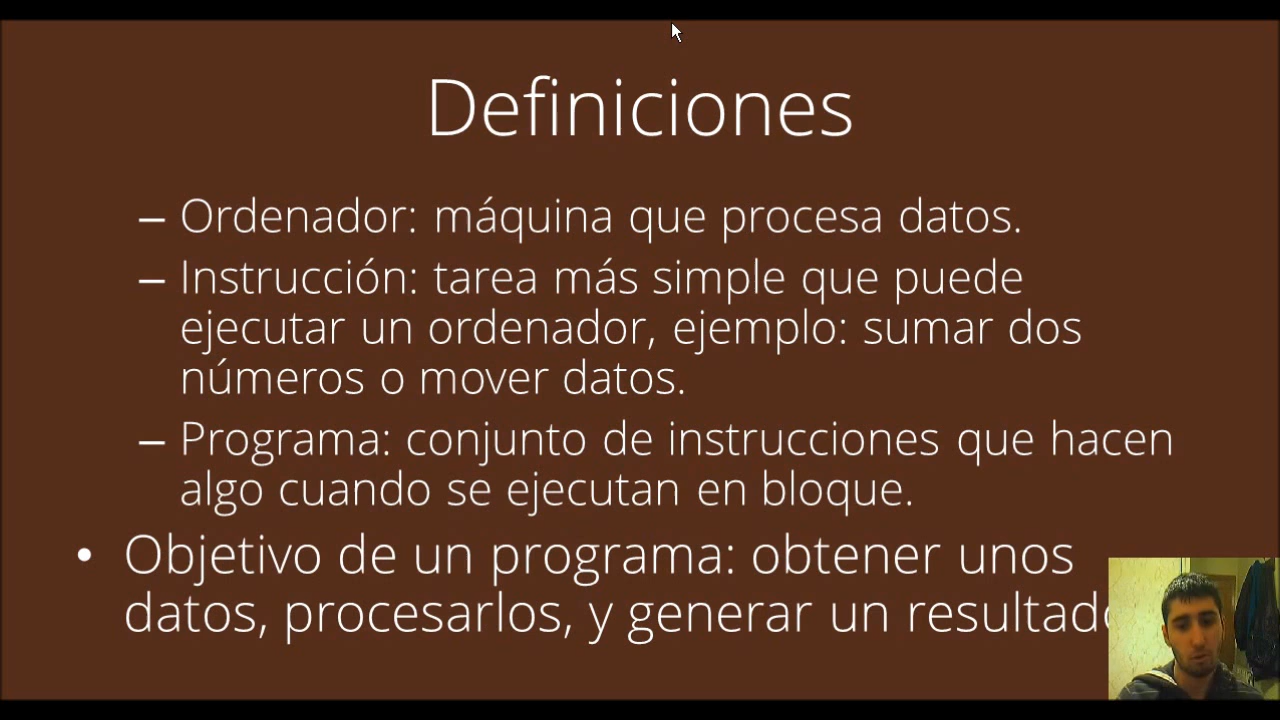 Definiciones
– Ordenador: máquina que procesa datos.
– Instrucción: tarea más simple que puede
ejecutar un ordenador, ejemplo: sumar dos
números o mover datos.
– Programa: conjunto de instrucciones que hacen
algo cuando se ejecutan en bloque.
• Objetivo de un programa: obtener unos
datos, procesarlos, y generar un resultado